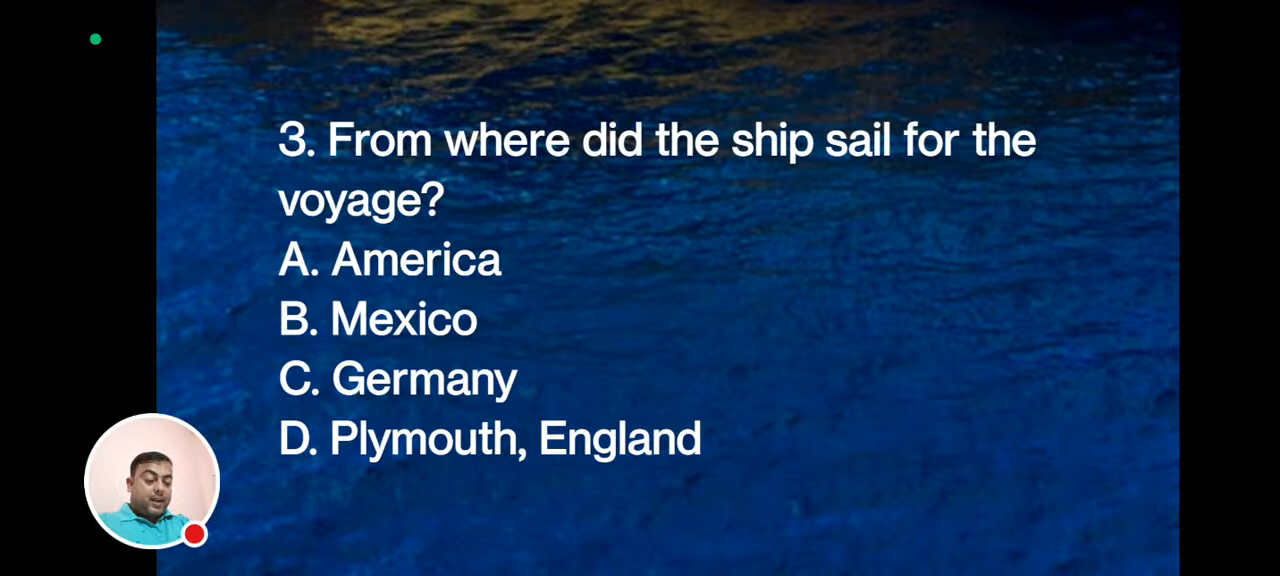 3. From where did the ship sail for the
voyage?
A. America
B. Mexico
C. Germany
D. Plymouth, England